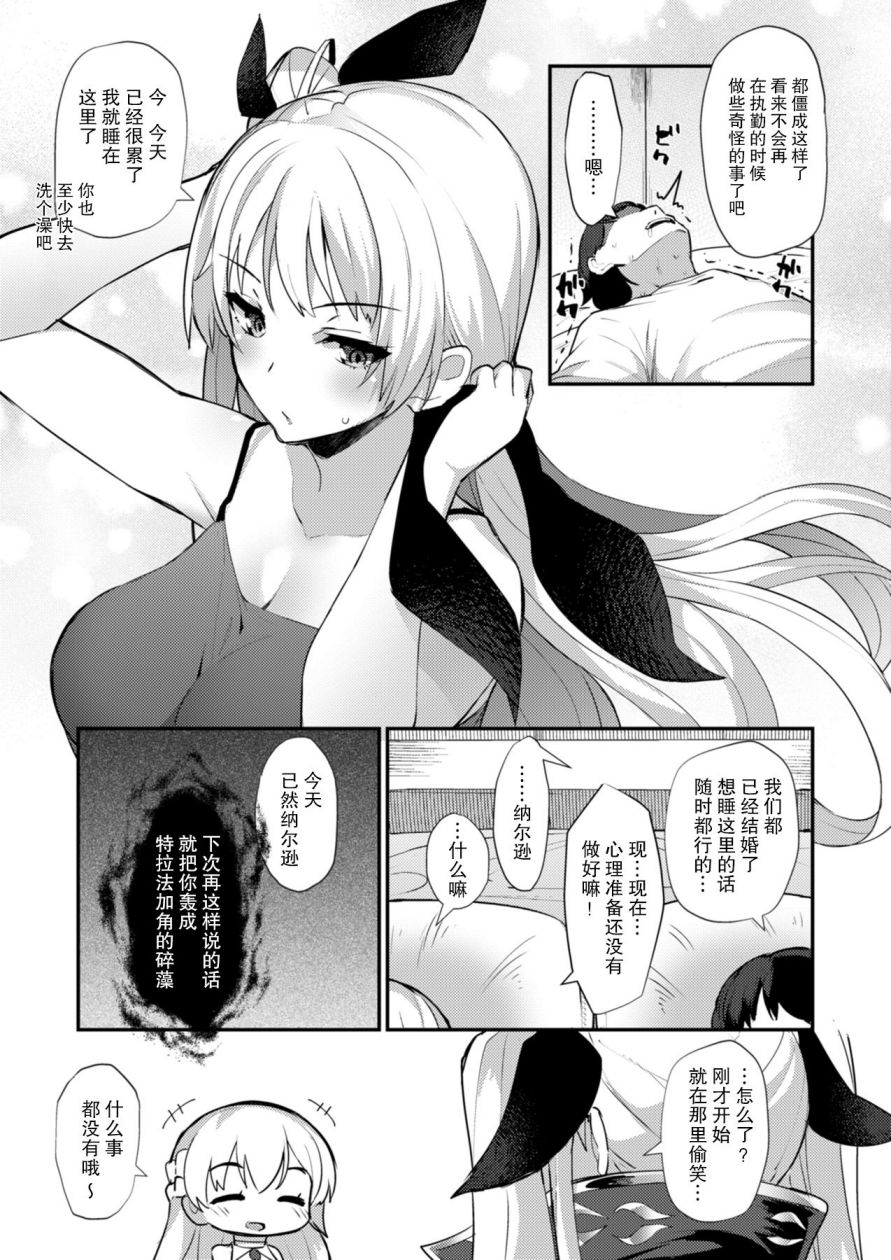 都僵成这样了
看来不会再
在执勤的时候
做些奇怪的事了吧
………
嗯…
今 今天
已经很累了
我就睡在
这里了
你也
至少快去
洗个澡吧
我们都
已经结婚了
想睡这里的话
随时都行的…
现…现在…
心理准备还没有
做好嘛！
……纳尔逊
…什么嘛
今天
已然纳尔逊
下次再这样说的话
就把你轰成
特拉法加角的碎藻
…怎么了？
刚才开始
就在那里偷笑…
什么事
都没有哦～